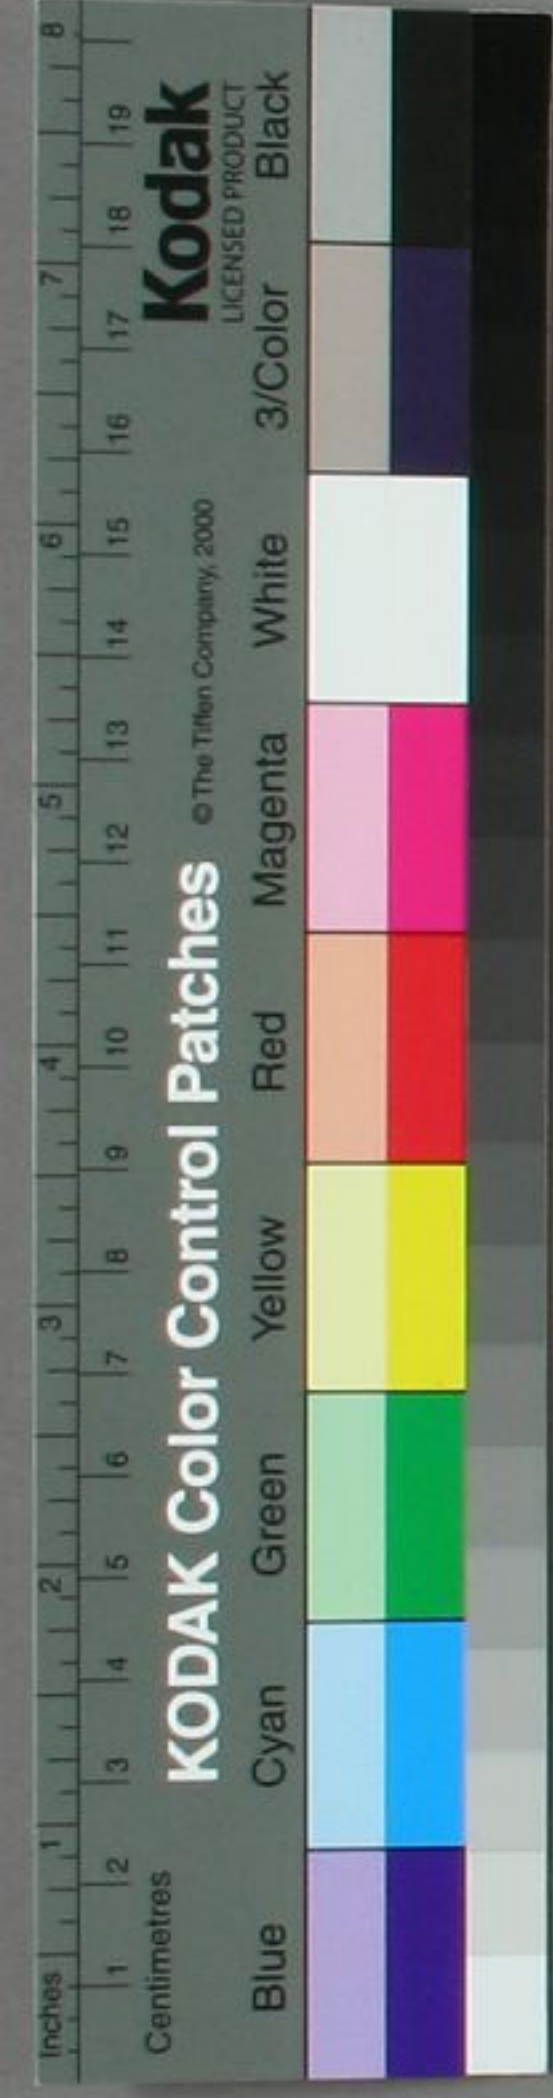 Inches 1 2 3 4 5 6 7 8
1 2 3 4 5 6 7 8 9 10 11 12 13 14 15 16 17 18 19
Centimetres
KODAK Color Control Patches © The Tiffen Company, 2000
Kodak
LICENSED PRODUCT
Blue Cyan Green Yellow Red Magenta White 3/Color Black